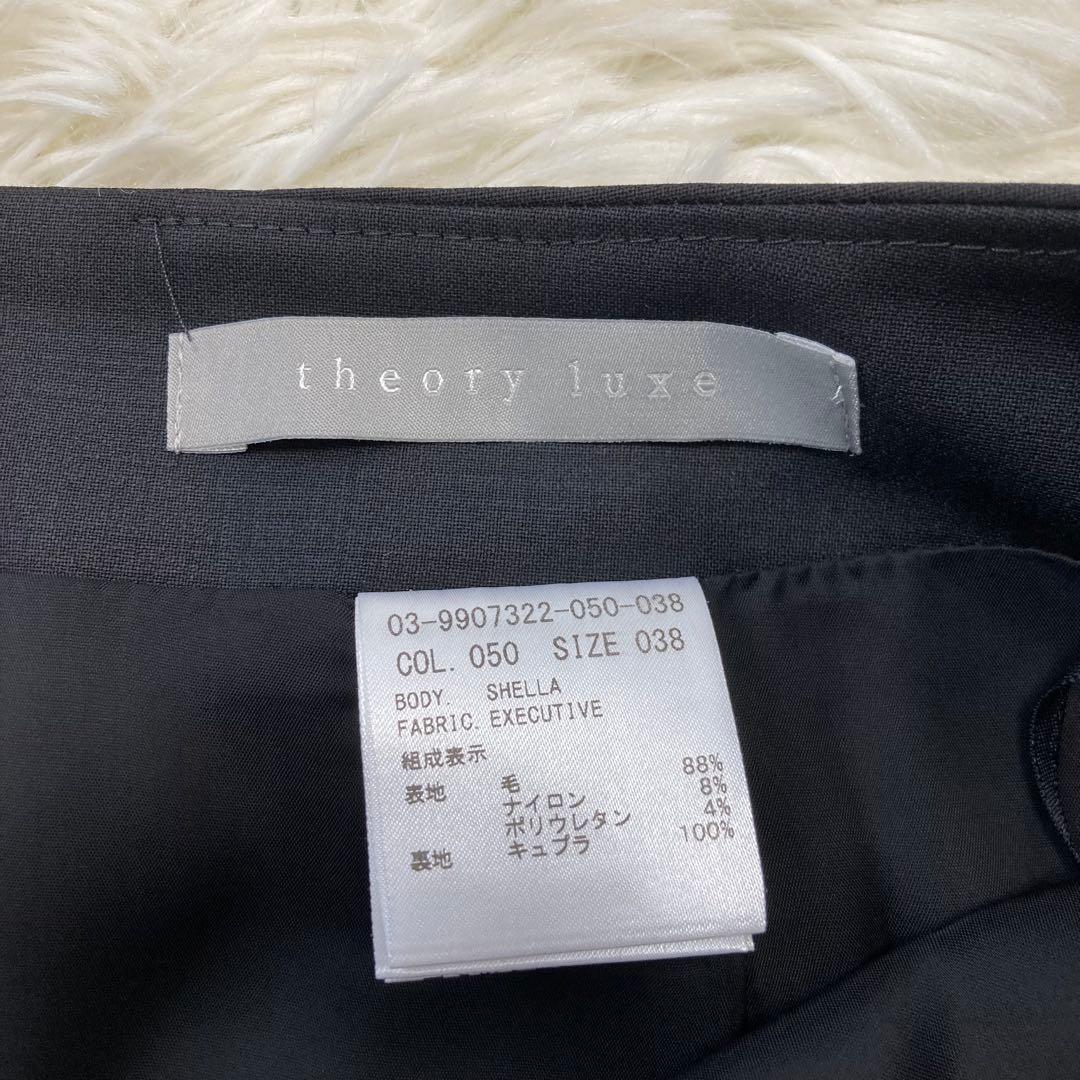 theory luxe
03-9907322-050-038
COL. 050 SIZE 038
BODY. SHELLA
FABRIC. EXECUTIVE
組成表示
表地 毛 88%
ナイロン 8%
ポリウレタン 4%
裏地 キュプラ 100%